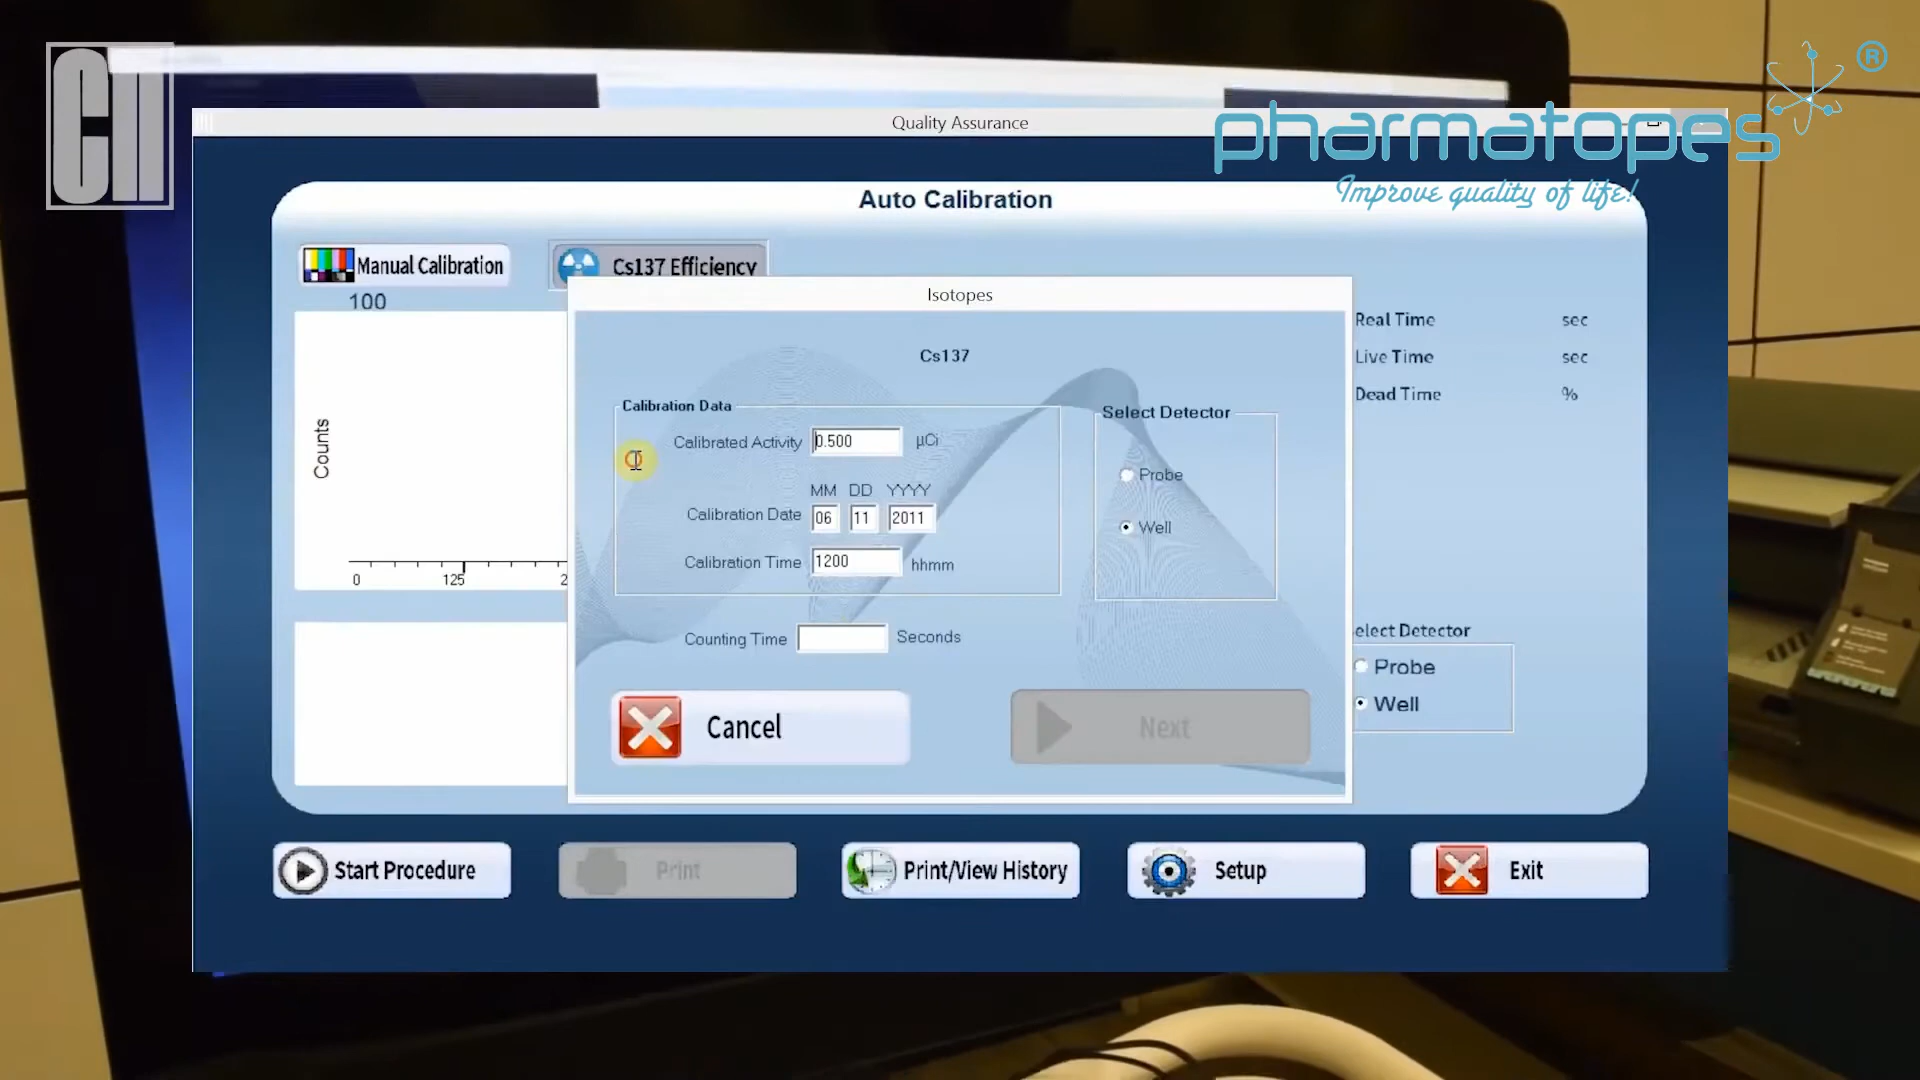 CII
pharmatopes®
Improve quality of life!
Quality Assurance
Auto Calibration
Manual Calibration
Cs137 Efficiency
100
Counts
0 125 2
Isotopes
Cs137
Calibration Data
Calibrated Activity 0.500 µCi
MM DD YYYY
Calibration Date 06 11 2011
Calibration Time 1200 hhmm
Counting Time Seconds
Select Detector
Probe
Well
Cancel
Next
Real Time sec
Live Time sec
Dead Time %
elect Detector
Probe
Well
Start Procedure
Print
Print/View History
Setup
Exit